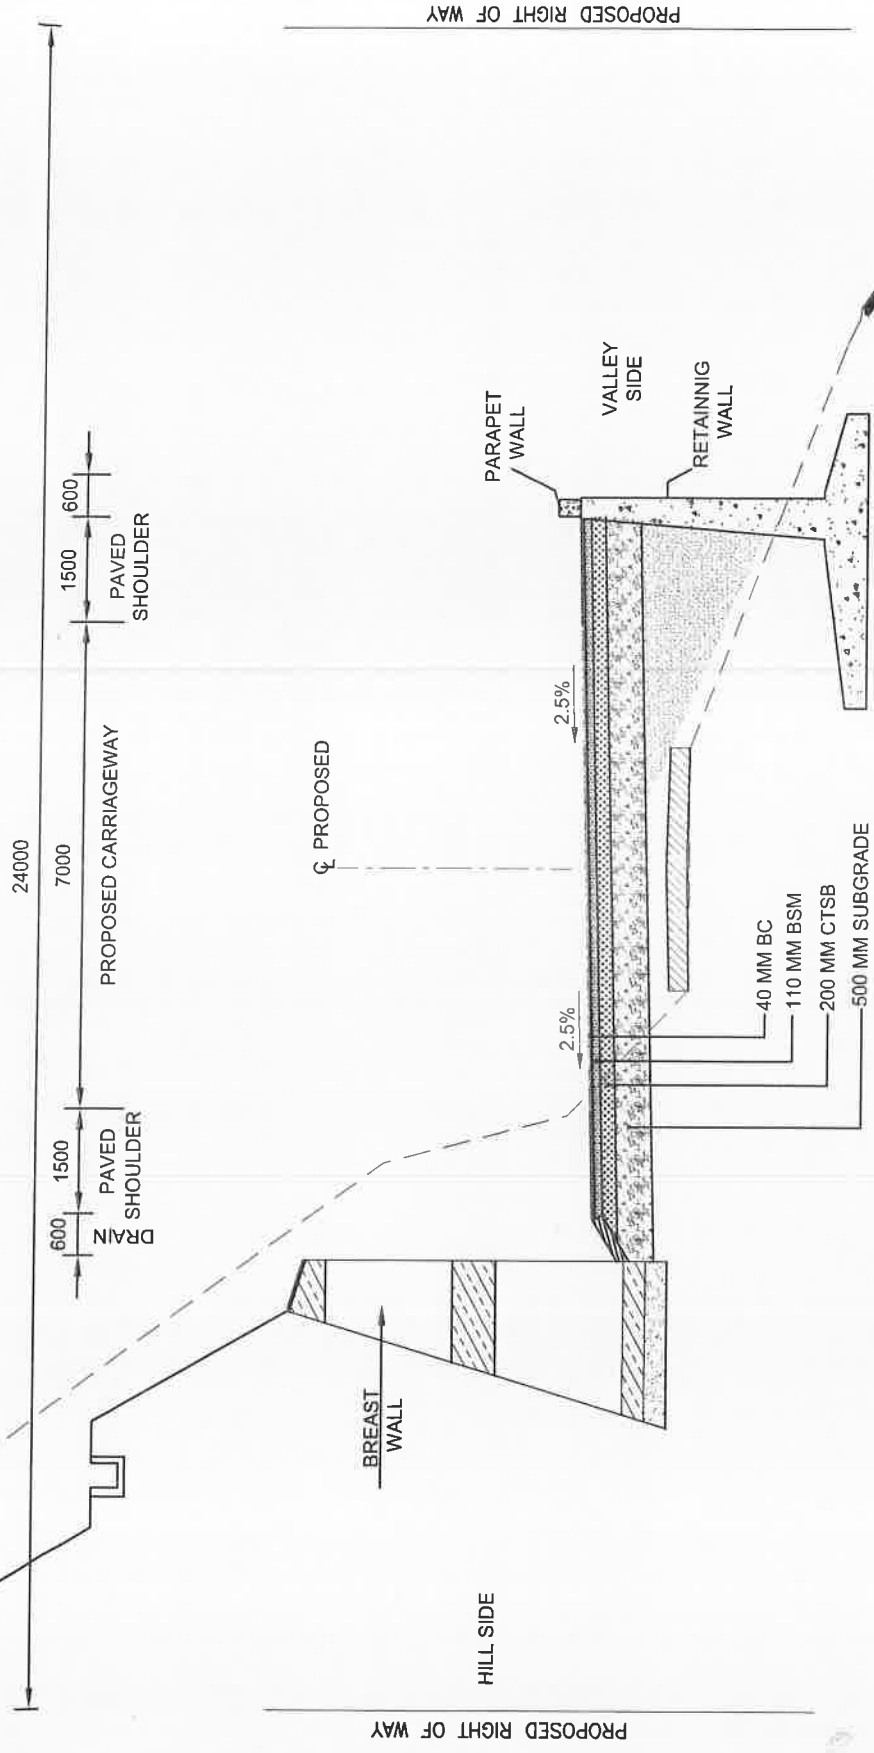 24000
600
DRAIN
1500
PAVED
SHOULDER
7000
PROPOSED CARRIAGEWAY
1500
PAVED
SHOULDER
600
℄ PROPOSED
PARAPET
WALL
VALLEY
SIDE
RETAINNIG
WALL
2.5%
2.5%
BREAST
WALL
HILL SIDE
40 MM BC
110 MM BSM
200 MM CTSB
500 MM SUBGRADE
PROPOSED RIGHT OF WAY
PROPOSED RIGHT OF WAY